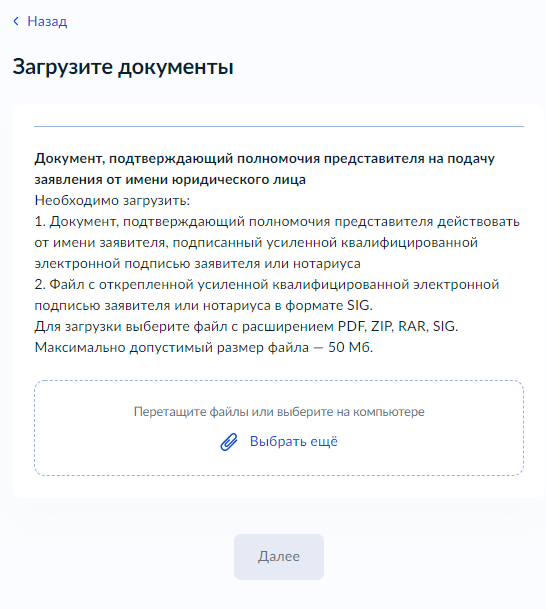 Назад
Загрузите документы
Документ, подтверждающий полномочия представителя на подачу
заявления от имени юридического лица
Необходимо загрузить:
1. Документ, подтверждающий полномочия представителя действовать
от имени заявителя, подписанный усиленной квалифицированной
электронной подписью заявителя или нотариуса
2. Файл с открепленной усиленной квалифицированной электронной
подписью заявителя или нотариуса в формате SIG.
Для загрузки выберите файл с расширением PDF, ZIP, RAR, SIG.
Максимально допустимый размер файла — 50 Мб.
Перетащите файлы или выберите на компьютере
Выбрать ещё
Далее